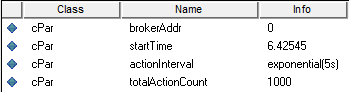 Class Name Info
cPar brokerAddr 0
cPar startTime 6.42545
cPar actionInterval exponential(5s)
cPar totalActionCount 1000